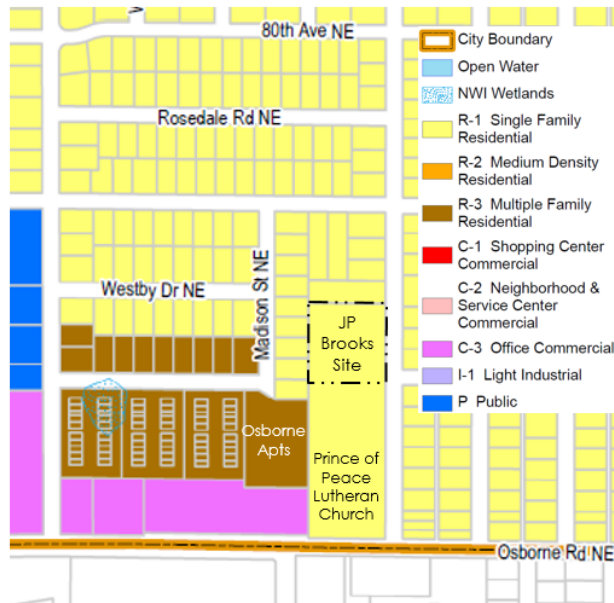 80th Ave NE
Rosedale Rd NE
Westby Dr NE
Madison St NE
JP
Brooks
Site
Osborne
Apts
Prince of
Peace
Lutheran
Church
Osborne Rd NE
City Boundary
Open Water
NWI Wetlands
R-1 Single Family
Residential
R-2 Medium Density
Residential
R-3 Multiple Family
Residential
C-1 Shopping Center
Commercial
C-2 Neighborhood &
Service Center
Commercial
C-3 Office Commercial
I-1 Light Industrial
P Public